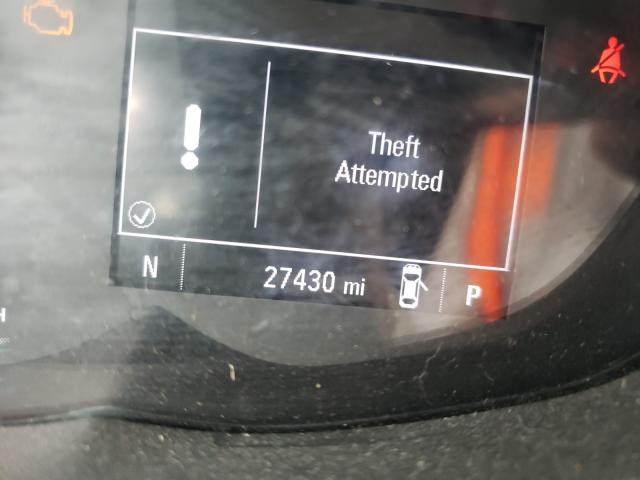 Theft
Attempted
N 27430 mi P
H